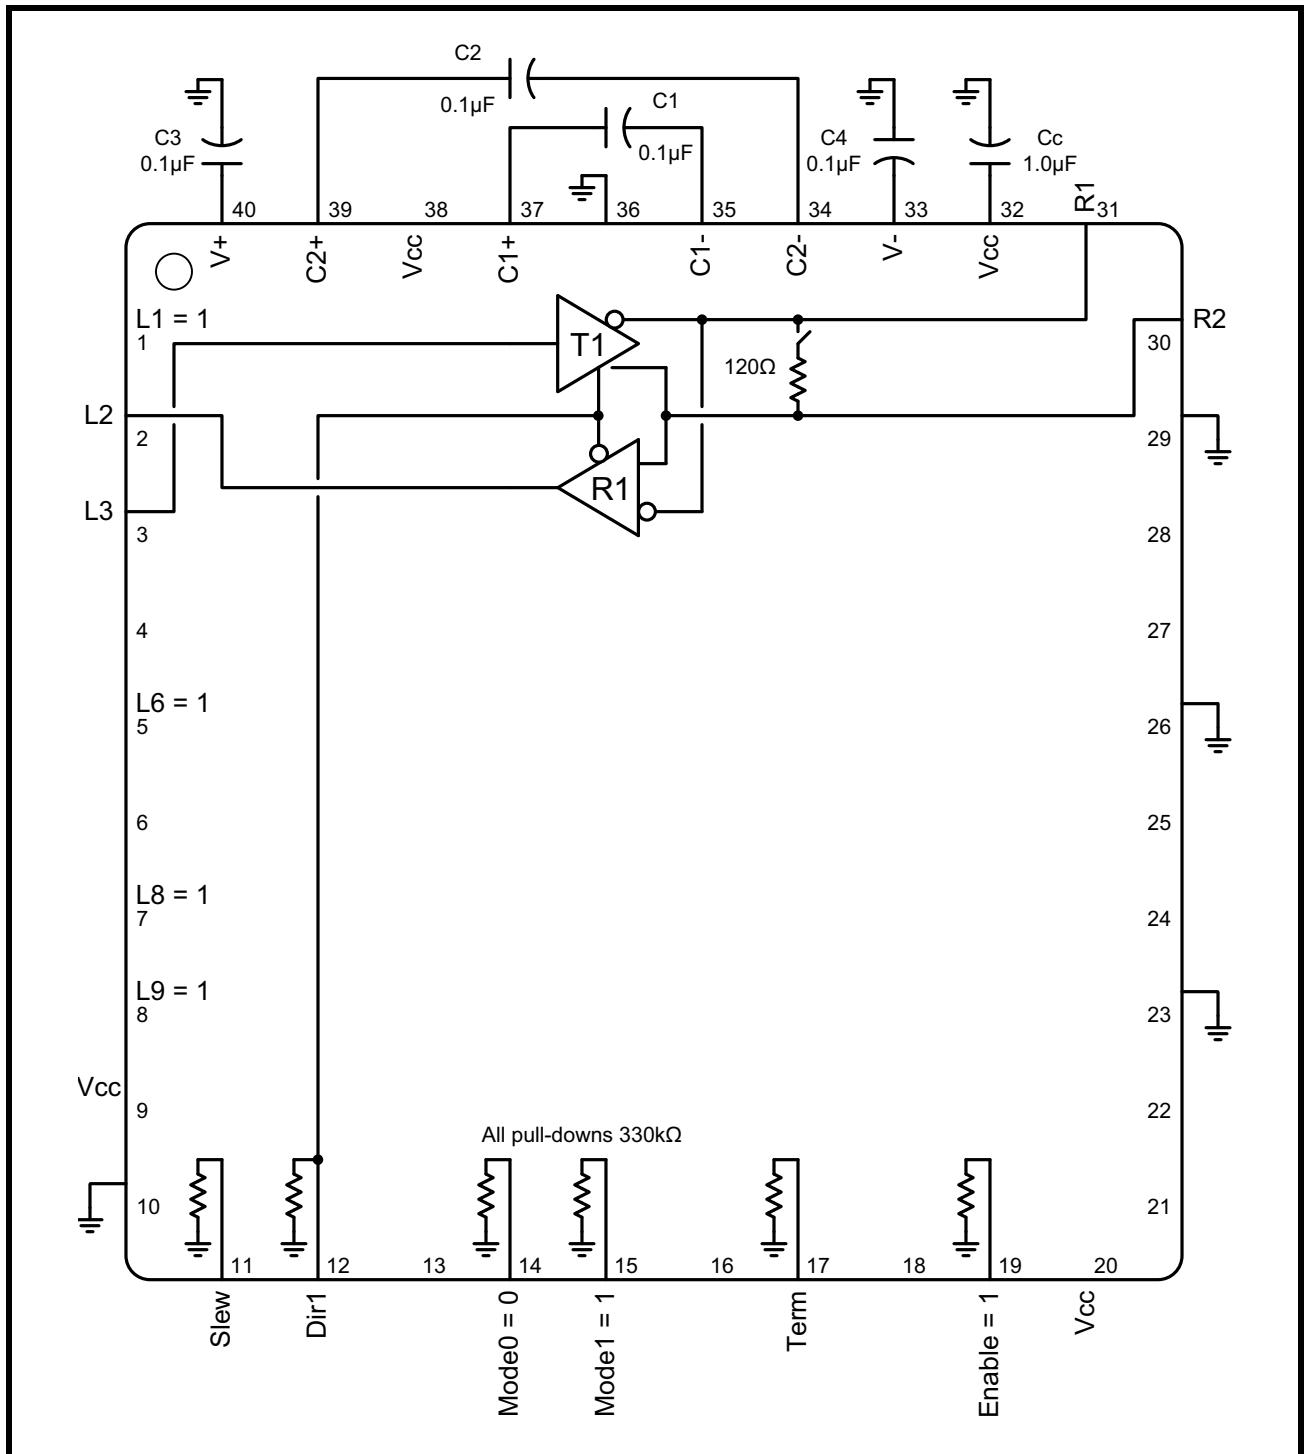 C2
0.1µF
C1
0.1µF
C3
0.1µF
C4
0.1µF
Cc
1.0µF
R1
40
39
38
37
36
35
34
33
32
31
V+
C2+
Vcc
C1+
C1-
C2-
V-
Vcc
L1 = 1
1
T1
R2
30
120Ω
L2
2
29
R1
L3
3
28
4
27
L6 = 1
5
26
6
25
L8 = 1
7
24
L9 = 1
8
23
Vcc
9
22
All pull-downs 330kΩ
10
21
11
12
13
14
15
16
17
18
19
20
Slew
Dir1
Mode0 = 0
Mode1 = 1
Term
Enable = 1
Vcc